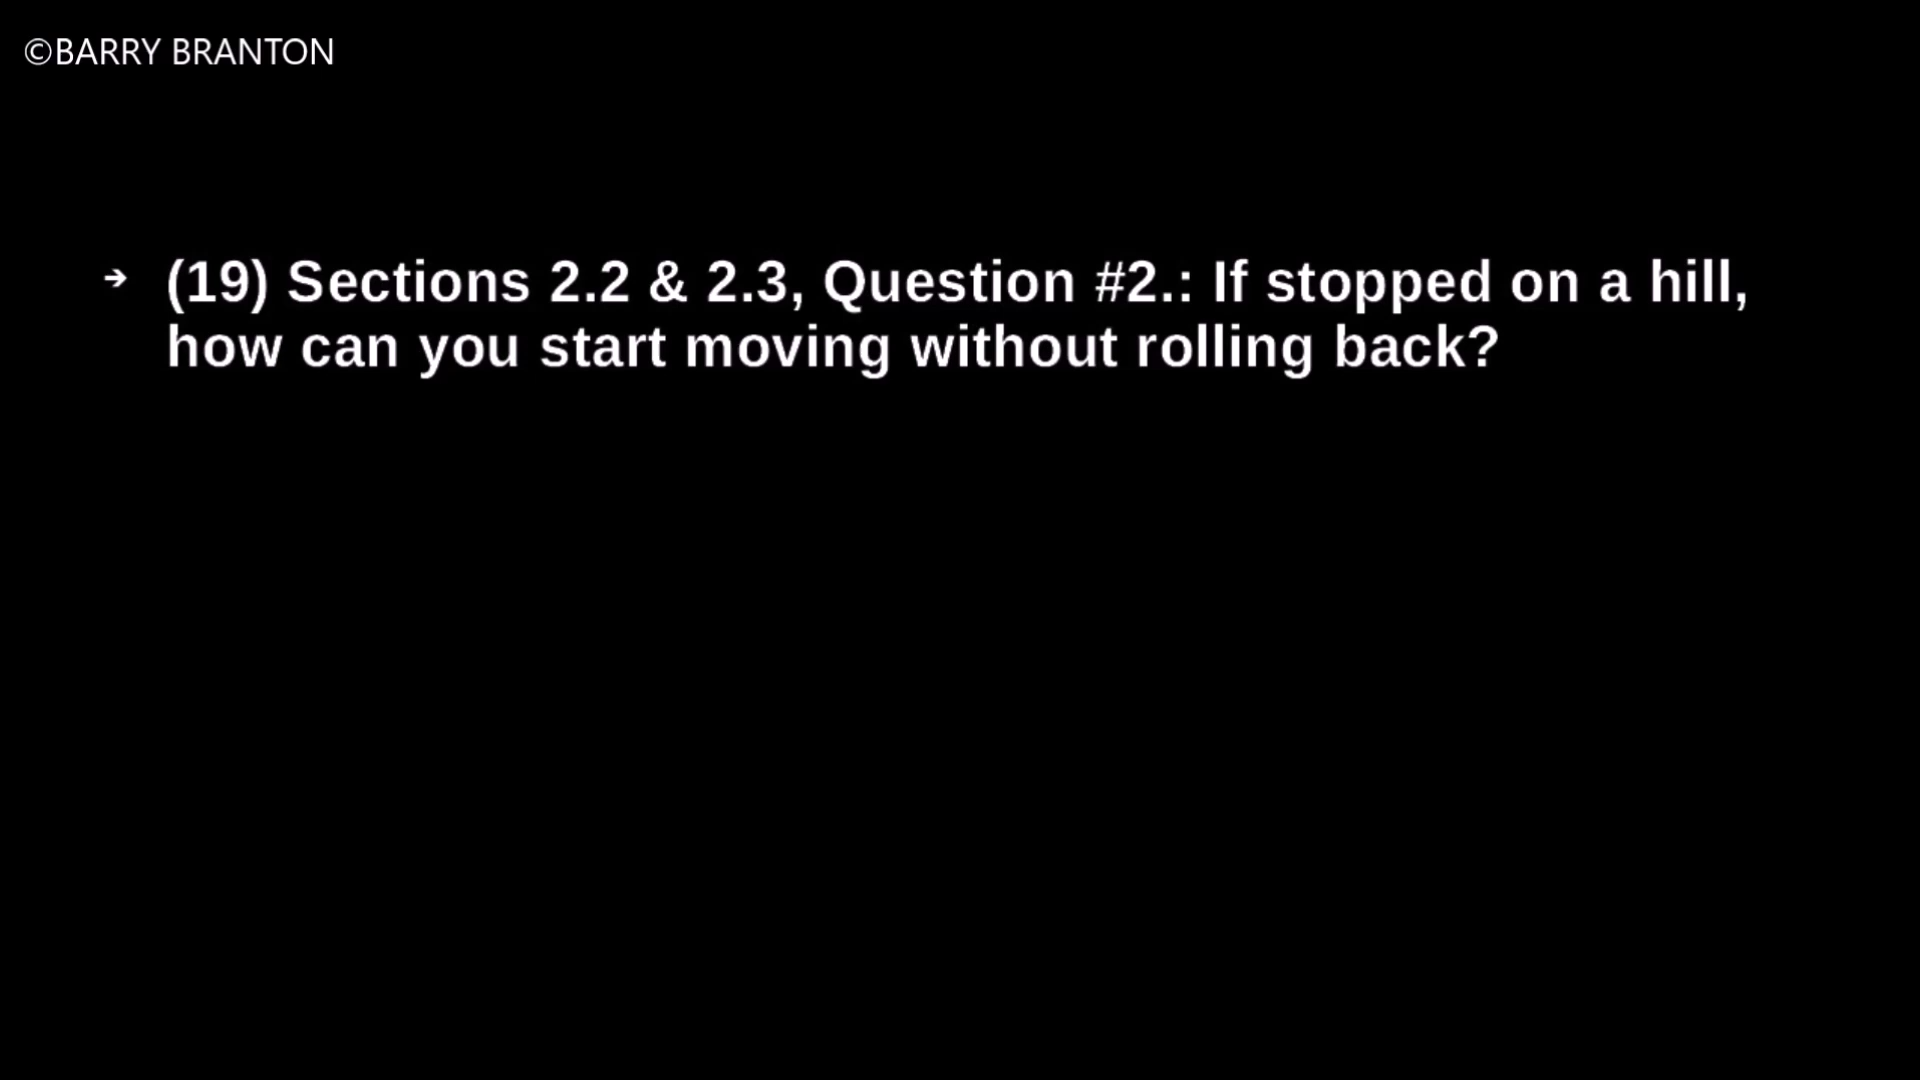 ©BARRY BRANTON
➔ (19) Sections 2.2 & 2.3, Question #2.: If stopped on a hill,
how can you start moving without rolling back?